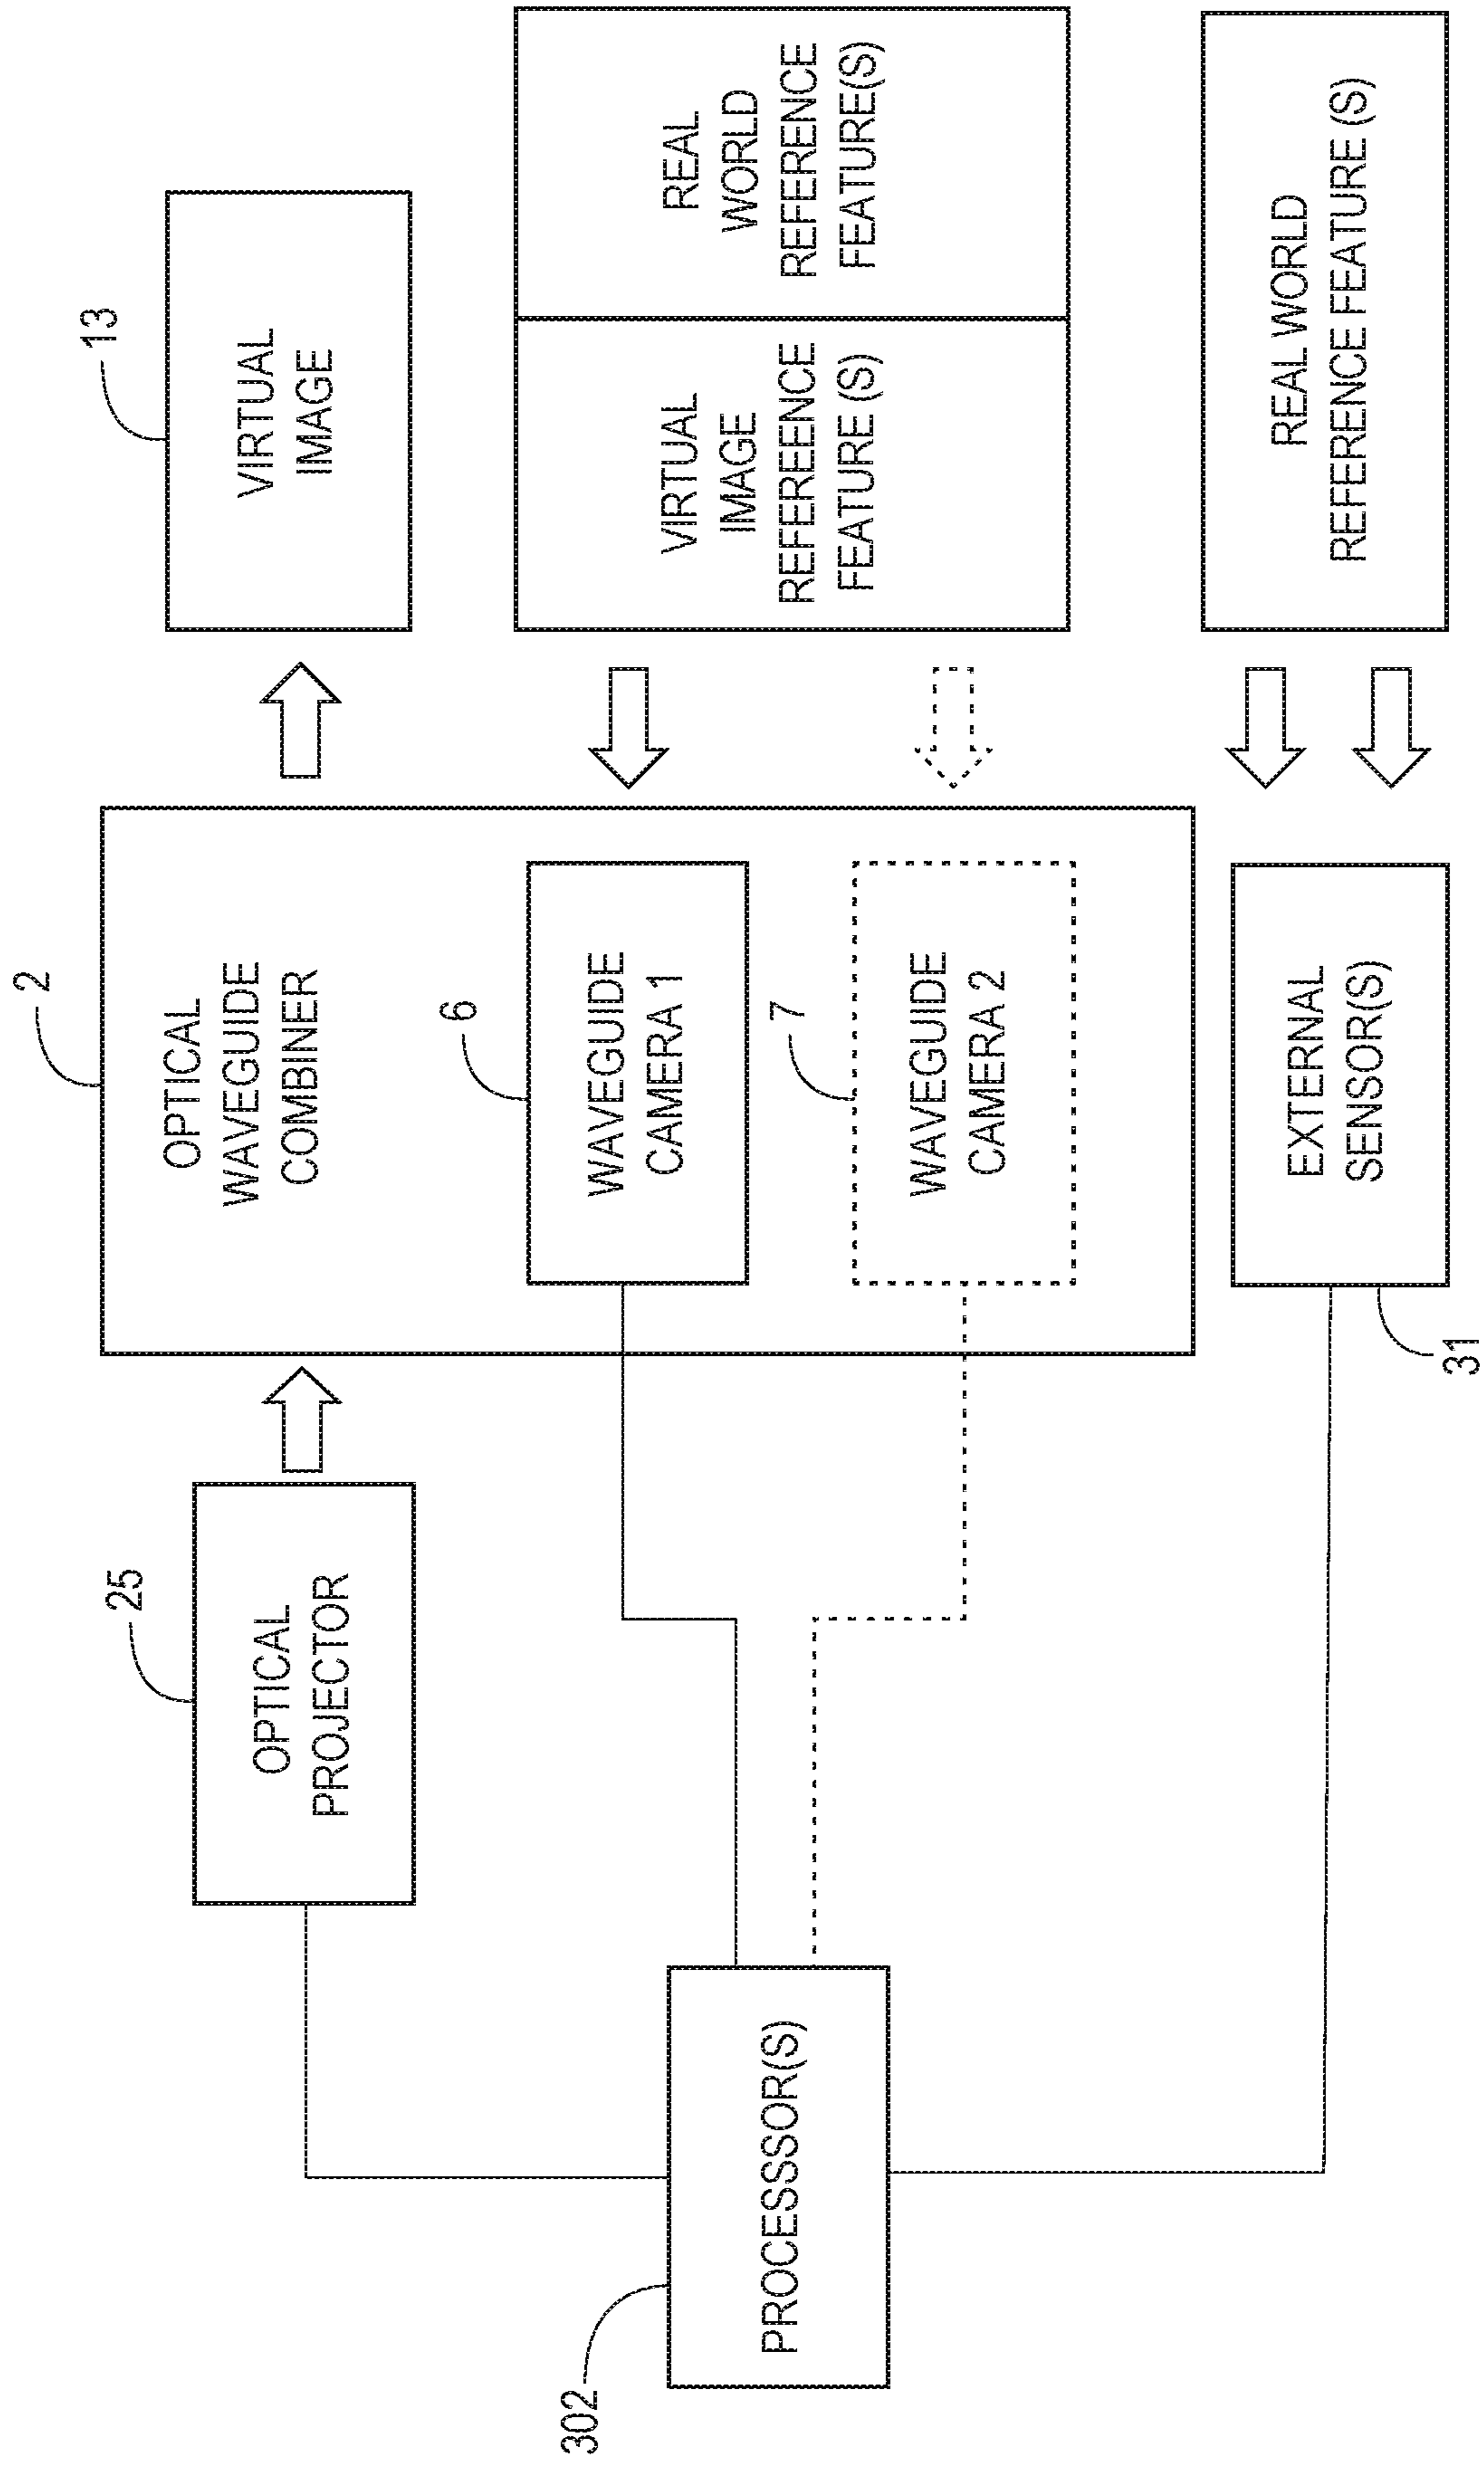 2
13
25
OPTICAL
WAVEGUIDE
COMBINER
VIRTUAL
IMAGE
OPTICAL
PROJECTOR
6
WAVEGUIDE
CAMERA 1
VIRTUAL
IMAGE
REFEREENCE
FEATURE (S)
REAL
WORLD
REFERENCE
FEATURE(S)
302
PROCESSSOR(S)
7
WAVEGUIDE
CAMERA 2
EXTERNAL
SENSOR(S)
31
REAL WORLD
REFERENCE FEATURE (S)